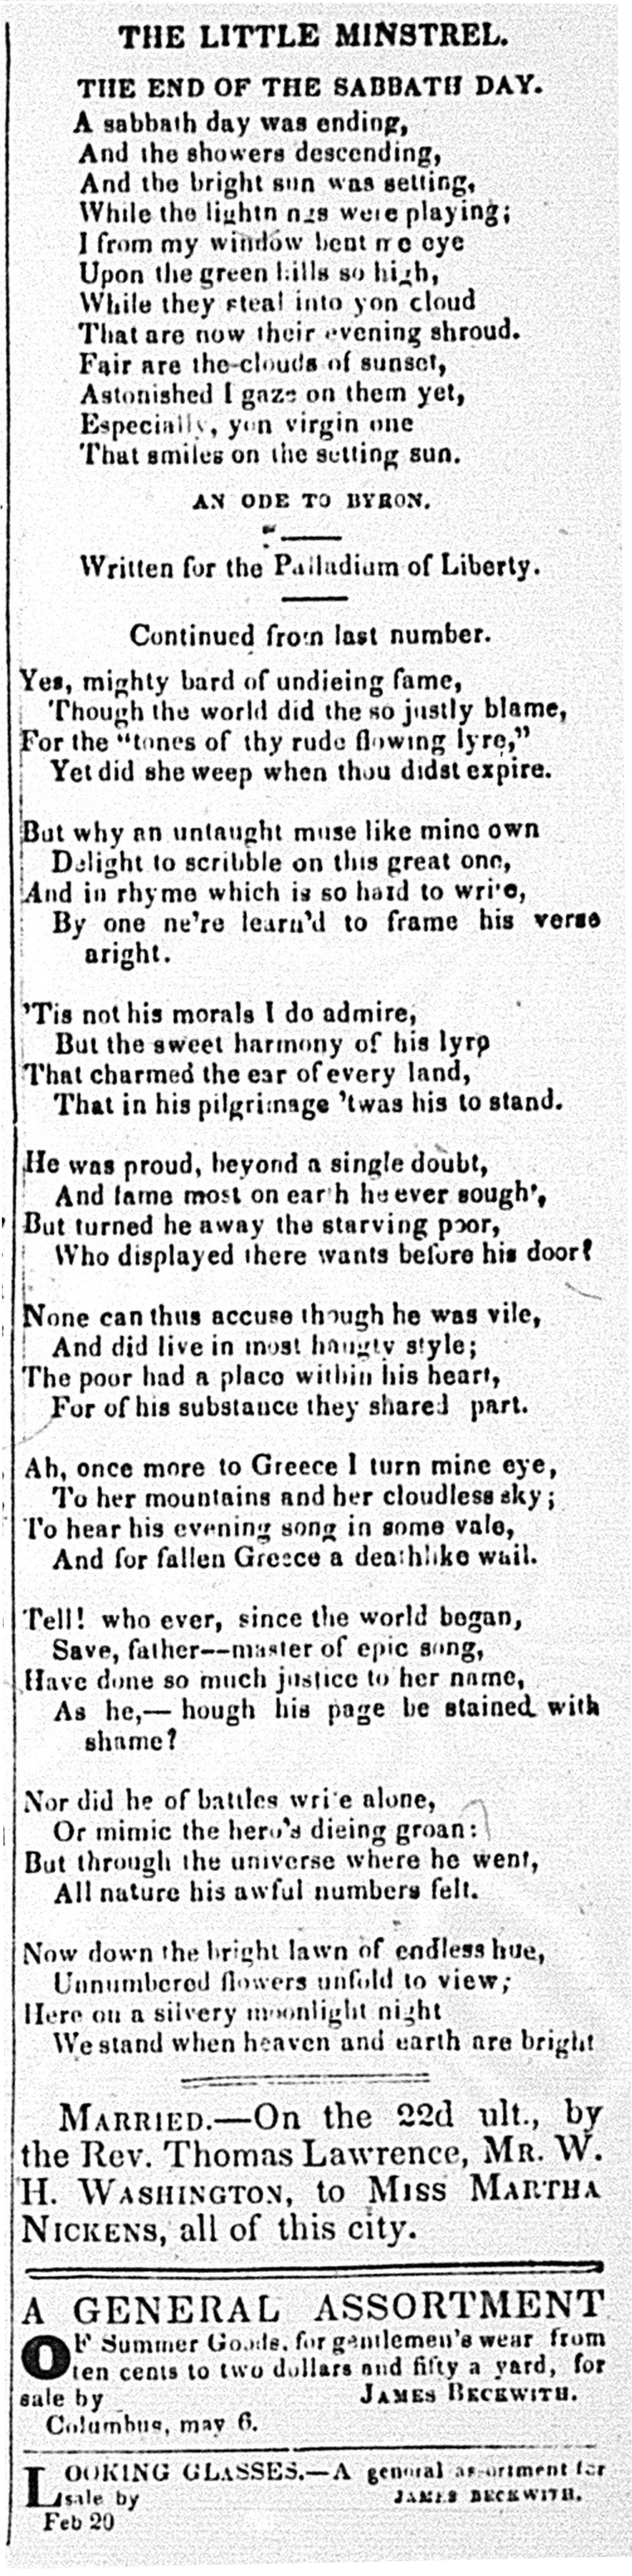 THE LITTLE MINSTREL.
THE END OF THE SABBATH DAY.
A sabbath day was ending,
And the showers descending,
And the bright sun was setting,
While the lightn ngs were playing;
I from my window bent m e eye
Upon the green hills so high,
While they steal into yon cloud
That are now their evening shroud.
Fair are the clouds of sunset,
Astonished I gaze on them yet,
Especially, yon virgin one
That smiles on the setting sun.
AN ODE TO BYRON.
Written for the Palladium of Liberty.
Continued from last number.
Yes, mighty bard of undieing fame,
Though the world did the so justly blame,
For the "tones of thy rude flowing lyre,"
Yet did she weep when thou didst expire.
But why an untaught muse like mine own
Delight to scribble on this great one,
And in rhyme which is so hard to wri'e,
By one ne're learn'd to frame his verse
aright.
'Tis not his morals I do admire,
But the sweet harmony of his lyre
That charmed the ear of every land,
That in his pilgrimage 'twas his to stand.
He was proud, beyond a single doubt,
And fame most on ear h he ever sough',
But turned he away the starving poor,
Who displayed there wants before his door?
None can thus accuse though he was vile,
And did live in most haugty style;
The poor had a place within his heart,
For of his substance they shared part.
Ah, once more to Greece I turn mine eye,
To her mountains and her cloudless sky;
To hear his evening song in some vale,
And for fallen Greece a deathlike wail.
Tell! who ever, since the world began,
Save, father—master of epic song,
Have done so much justice to her name,
As he,— hough his page be stained with
shame?
Nor did he of battles wri'e alone,
Or mimic the hero's dieing groan:
But through the universe where he went,
All nature his awful numbers felt.
Now down the bright lawn of endless hue,
Unnumbered flowers unfold to view;
Here on a silvery moonlight night
We stand when heaven and earth are bright
MARRIED.—On the 22d ult., by
the Rev. Thomas Lawrence, MR. W.
H. WASHINGTON, to MISS MARTHA
NICKENS, all of this city.
A GENERAL ASSORTMENT
OF Summer Goods, for gentlemen's wear from
ten cents to two dollars and fifty a yard, for
sale by JAMES BECKWITH.
Columbus, may 6.
LOOKING GLASSES.—A general assortment for
sale by JAMES BECKWITH.
Feb 20